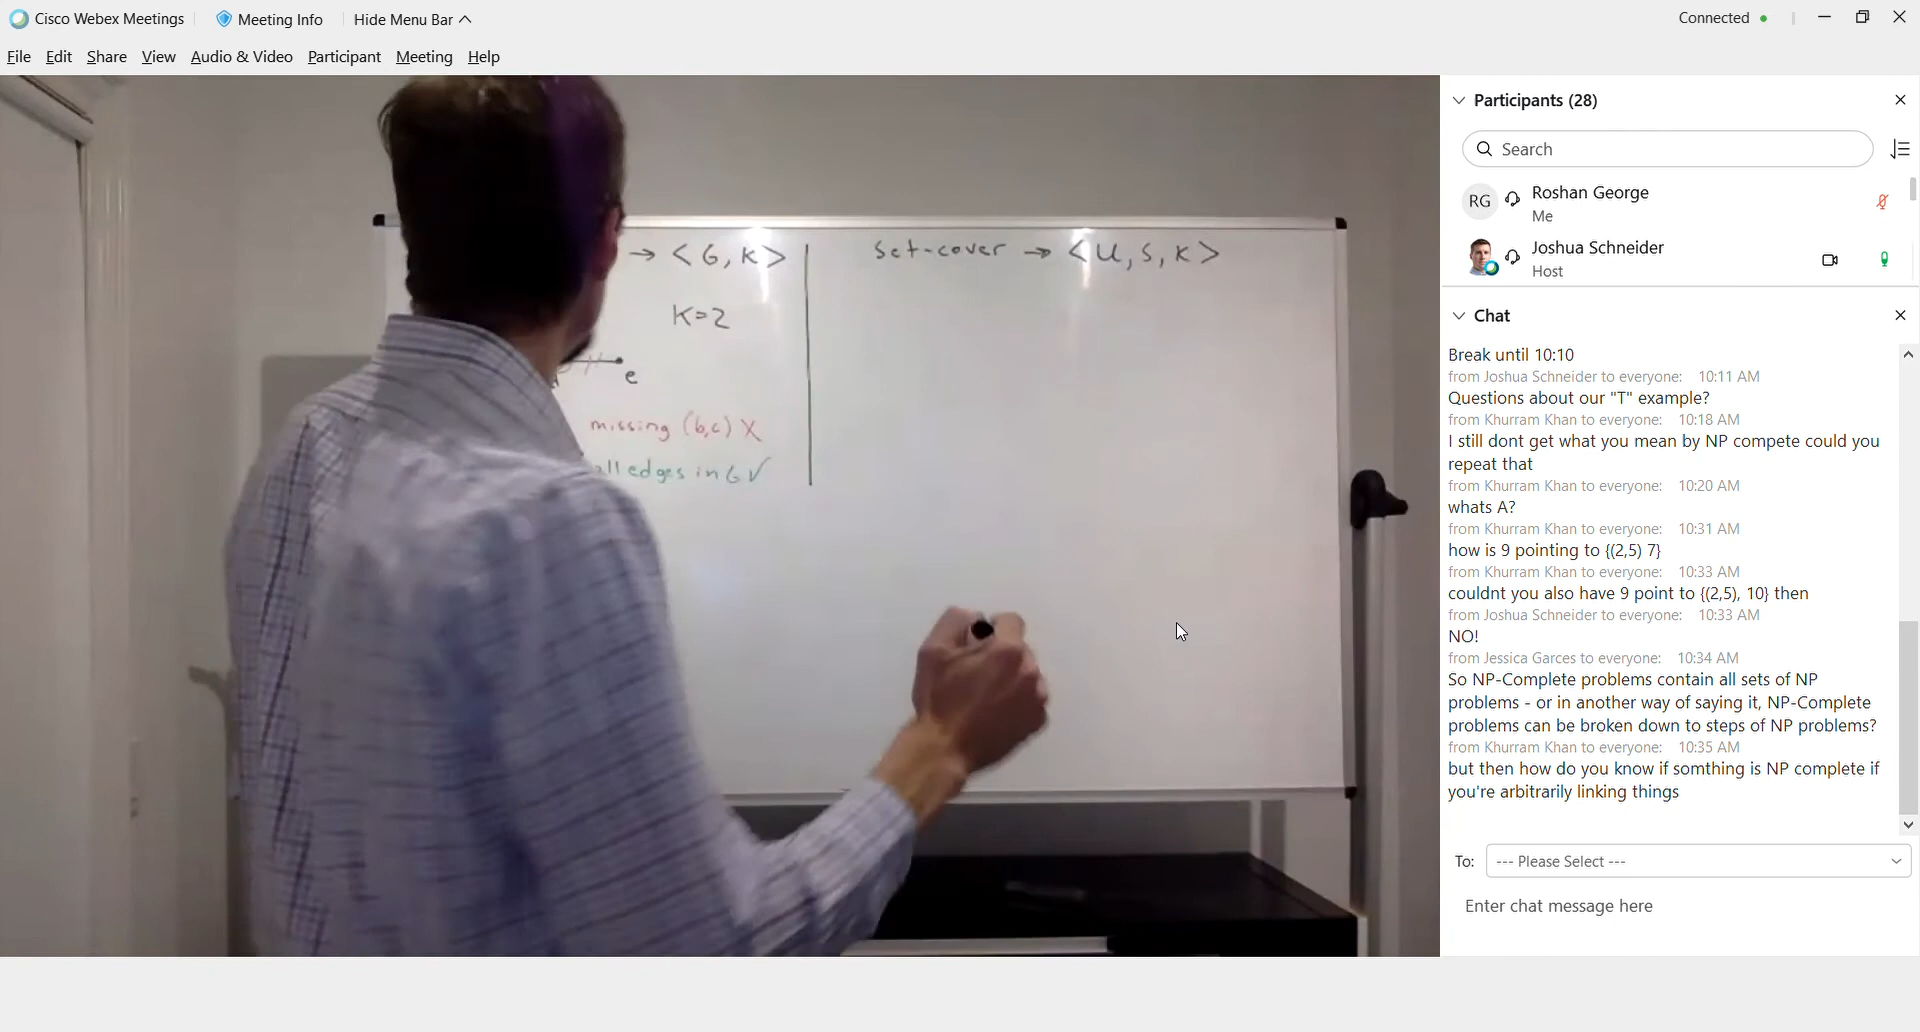 Cisco Webex Meetings
Meeting Info
Hide Menu Bar
Connected
File Edit Share View Audio & Video Participant Meeting Help
→ <G, K>
K=2
e
missing (b,c) X
all edges in G ✓
Set-cover → <U, S, K>
Participants (28)
Search
RG
Roshan George
Me
Joshua Schneider
Host
Chat
Break until 10:10
from Joshua Schneider to everyone: 10:11 AM
Questions about our "T" example?
from Khurram Khan to everyone: 10:18 AM
I still dont get what you mean by NP compete could you
repeat that
from Khurram Khan to everyone: 10:20 AM
whats A?
from Khurram Khan to everyone: 10:31 AM
how is 9 pointing to {(2,5) 7}
from Khurram Khan to everyone: 10:33 AM
couldnt you also have 9 point to {(2,5), 10} then
from Joshua Schneider to everyone: 10:33 AM
NO!
from Jessica Garces to everyone: 10:34 AM
So NP-Complete problems contain all sets of NP
problems - or in another way of saying it, NP-Complete
problems can be broken down to steps of NP problems?
from Khurram Khan to everyone: 10:35 AM
but then how do you know if somthing is NP complete if
you're arbitrarily linking things
To:
--- Please Select ---
Enter chat message here